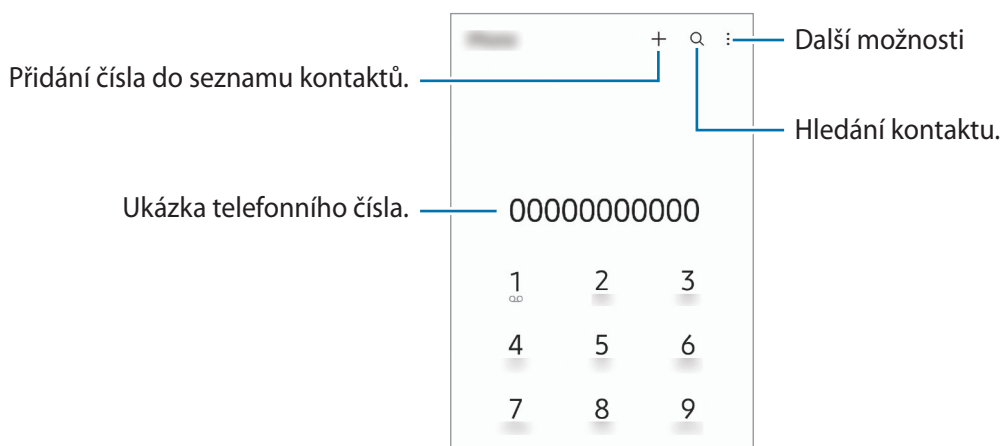 Další možnosti
Přidání čísla do seznamu kontaktů.
Hledání kontaktu.
Ukázka telefonního čísla.
00000000000
1 2 3
4 5 6
7 8 9